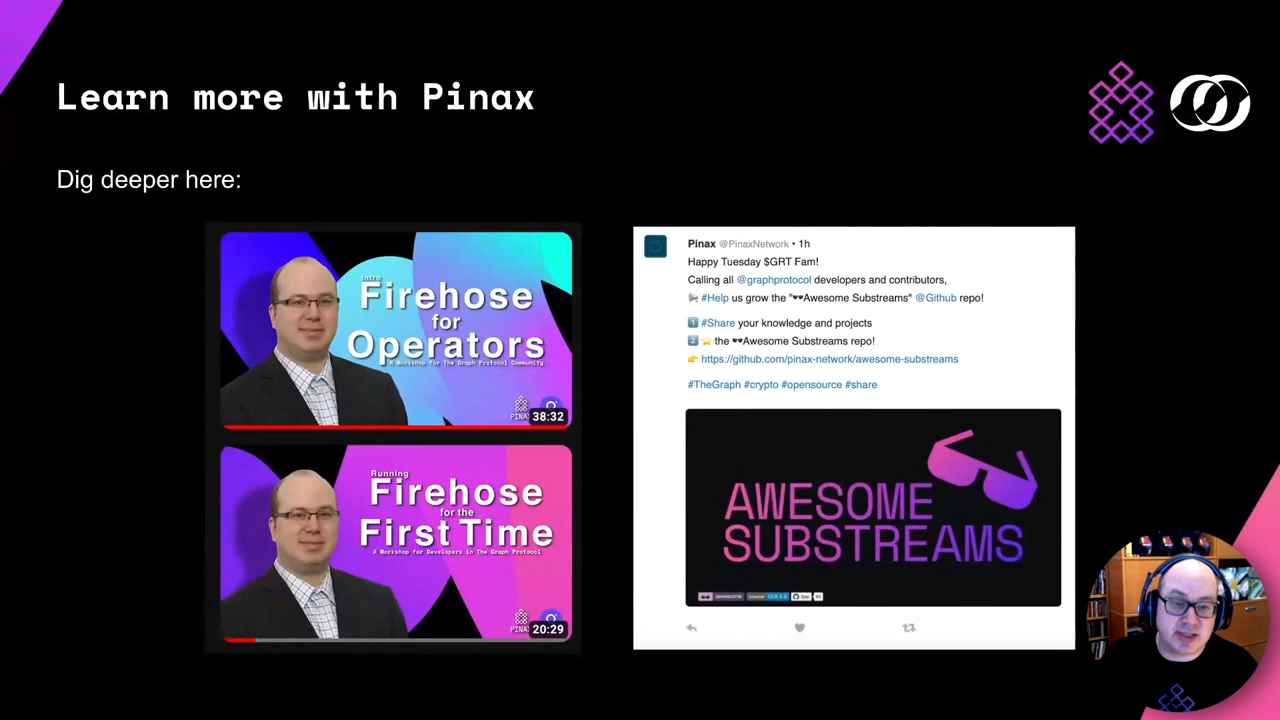 Learn more with Pinax
Dig deeper here:
Intro
Firehose
for
Operators
A Workshop for The Graph Protocol Community
PINAX
38:32
Running
Firehose
for the
First Time
A Workshop for Developers in The Graph Protocol
PINAX
20:29
Pinax @PinaxNetwork • 1h
Happy Tuesday $GRT Fam!
Calling all @graphprotocol developers and contributors,
#Help us grow the "🕶Awesome Substreams" @Github repo!
1 #Share your knowledge and projects
2 ⭐ the 🕶Awesome Substreams repo!
👉 https://github.com/pinax-network/awesome-substreams
#TheGraph #crypto #opensource #share
AWESOME
SUBSTREAMS